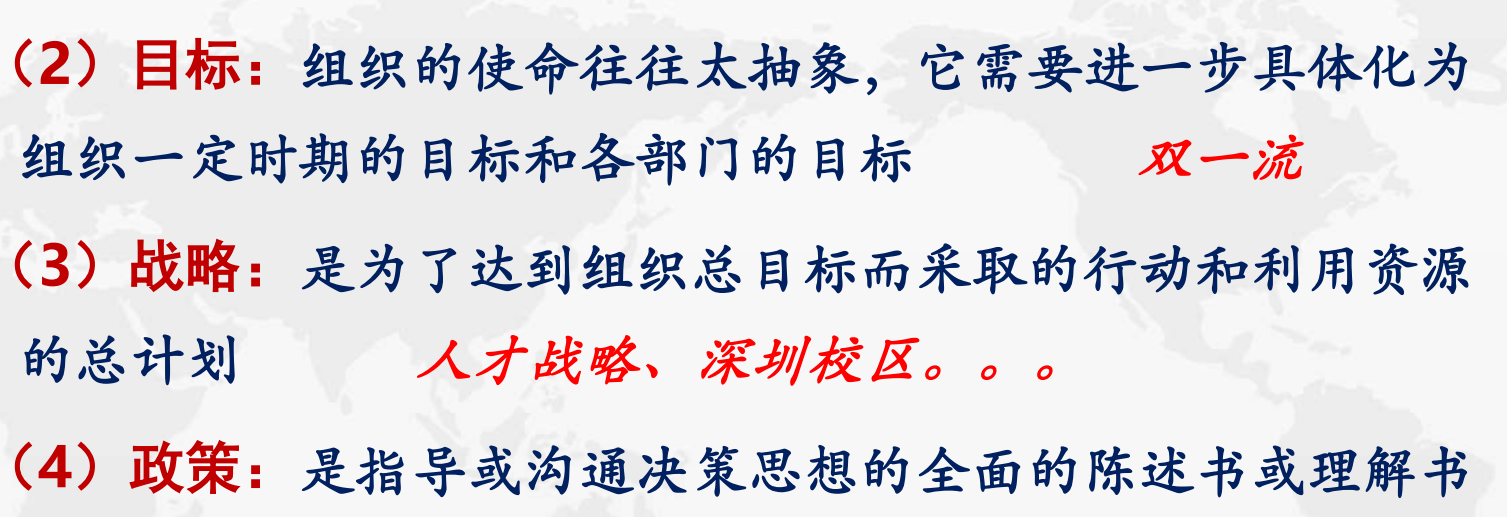 （2）目标：组织的使命往往太抽象，它需要进一步具体化为
组织一定时期的目标和各部门的目标 双一流
（3）战略：是为了达到组织总目标而采取的行动和利用资源
的总计划 人才战略、深圳校区。。。
（4）政策：是指导或沟通决策思想的全面的陈述书或理解书